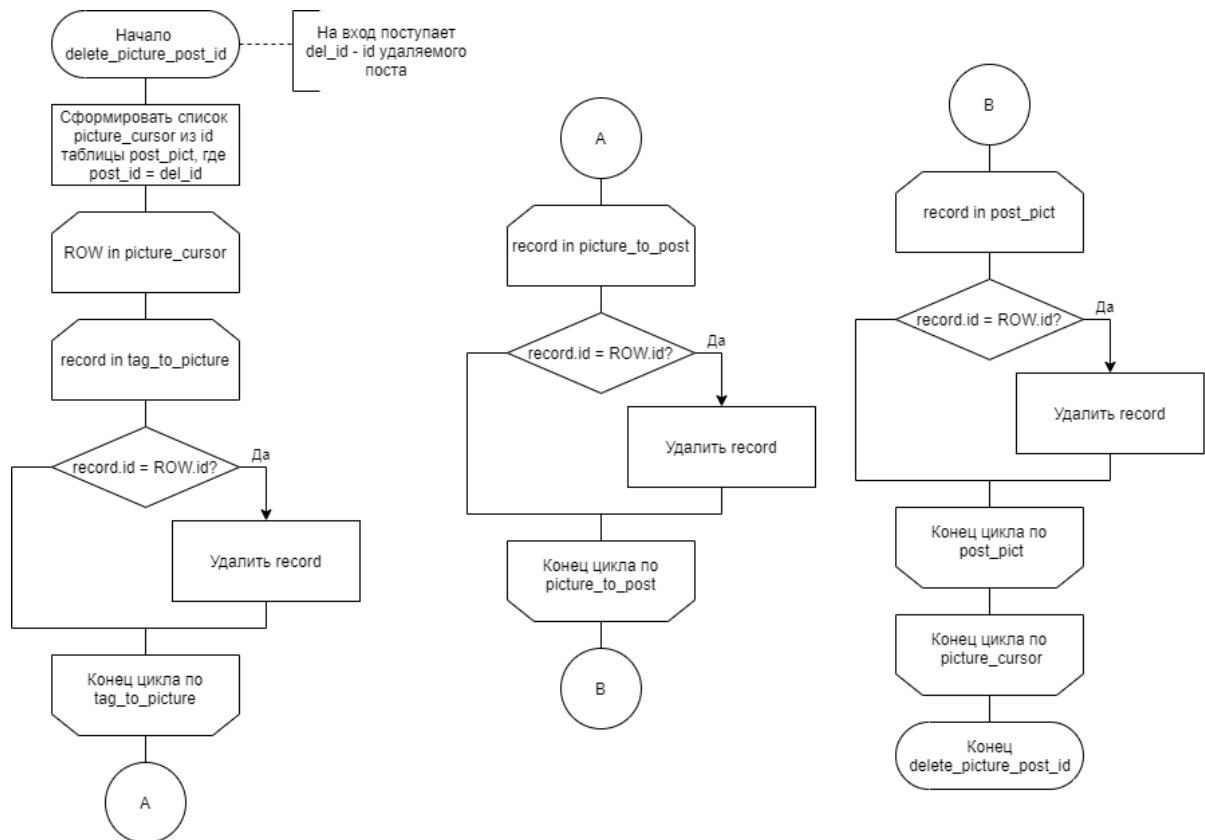 Начало
delete_picture_post_id
На вход поступает
del_id - id удаляемого
поста
Сформировать список
picture_cursor из id
таблицы post_pict, где
post_id = del_id
ROW in picture_cursor
record in tag_to_picture
record.id = ROW.id?
Да
Удалить record
Конец цикла по
tag_to_picture
A
A
record in picture_to_post
record.id = ROW.id?
Да
Удалить record
Конец цикла по
picture_to_post
B
B
record in post_pict
record.id = ROW.id?
Да
Удалить record
Конец цикла по
post_pict
Конец цикла по
picture_cursor
Конец
delete_picture_post_id